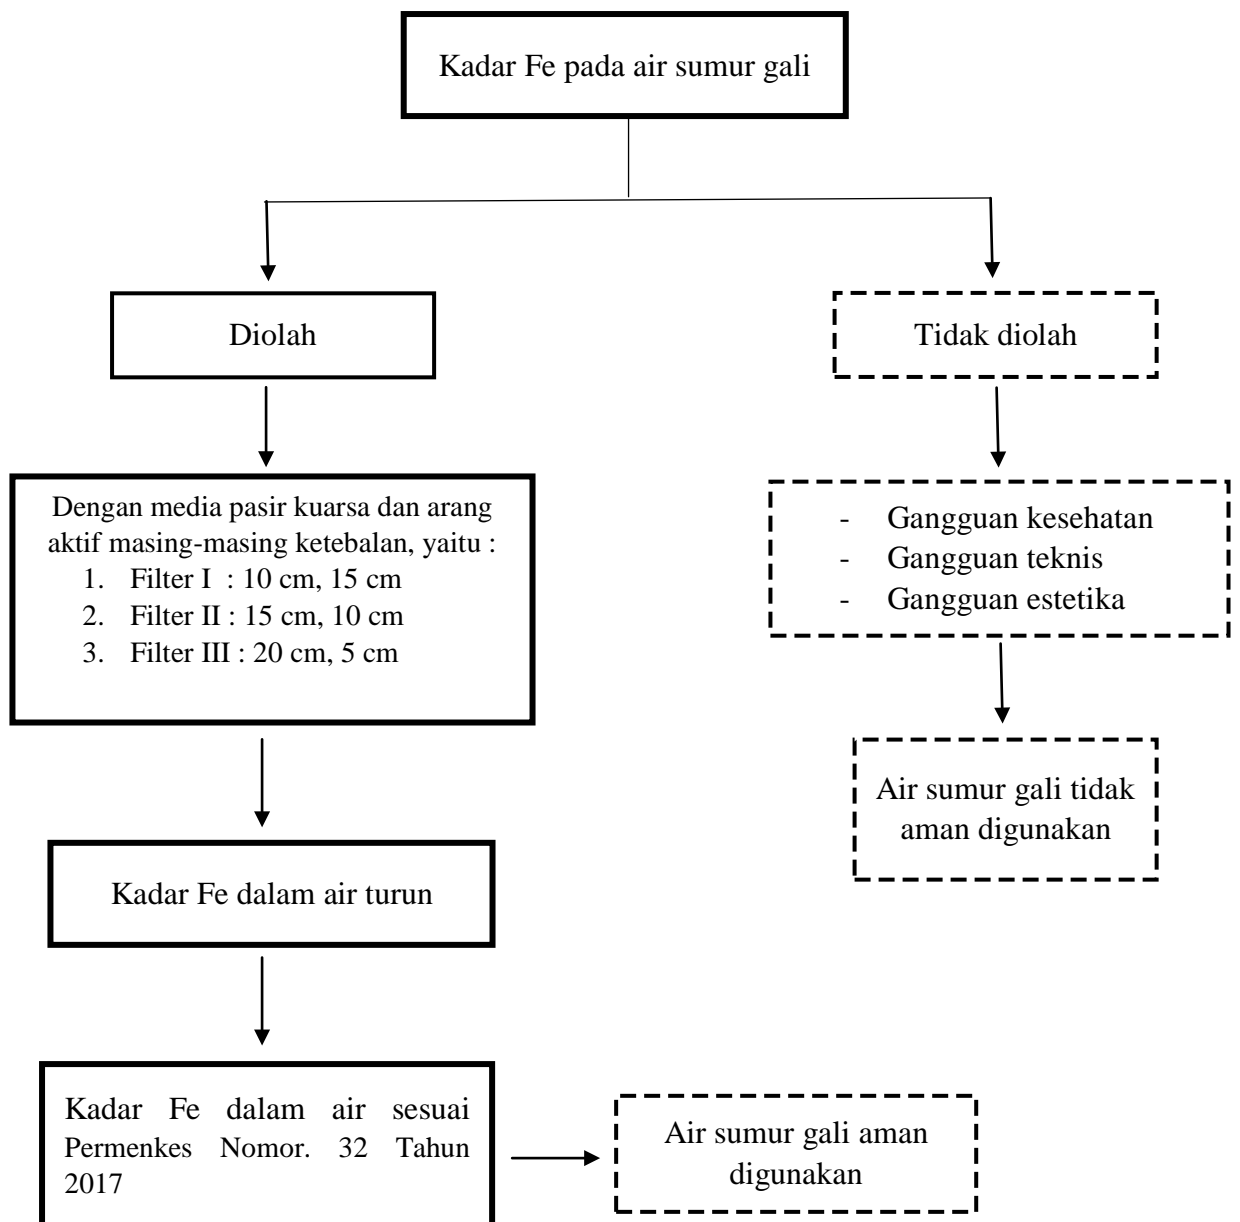 Kadar Fe pada air sumur gali
Diolah
Tidak diolah
Dengan media pasir kuarsa dan arang
aktif masing-masing ketebalan, yaitu :
1. Filter I : 10 cm, 15 cm
2. Filter II : 15 cm, 10 cm
3. Filter III : 20 cm, 5 cm
- Gangguan kesehatan
- Gangguan teknis
- Gangguan estetika
Air sumur gali tidak
aman digunakan
Kadar Fe dalam air turun
Kadar Fe dalam air sesuai
Permenkes Nomor. 32 Tahun
2017
Air sumur gali aman
digunakan